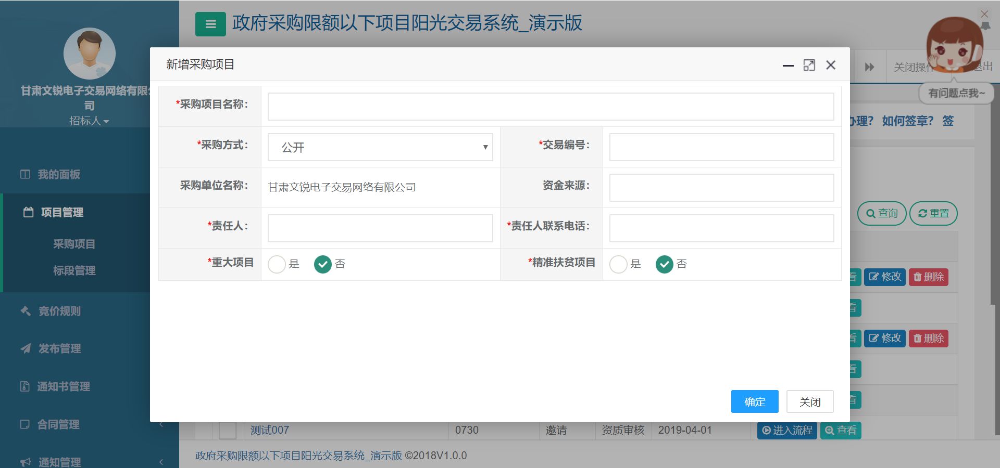 政府采购限额以下项目阳光交易系统_演示版
甘肃文锐电子交易网络有限公
司
招标人
关闭操作
退出
有问题点我~
办理? 如何签章? 签
我的面板
项目管理
采购项目
标段管理
竞价规则
发布管理
通知书管理
合同管理
通知管理
新增采购项目
*采购项目名称：
*采购方式： 公开 *交易编号：
采购单位名称： 甘肃文锐电子交易网络有限公司 资金来源：
*责任人： *责任人联系电话：
*重大项目 是 否 *精准扶贫项目 是 否
确定 关闭
查询 重置
看 修改 删除
看
看 修改 删除
看
看
测试007 0730 邀请 资质审核 2019-04-01 进入流程 查看
政府采购限额以下项目阳光交易系统_演示版 ©2018V1.0.0